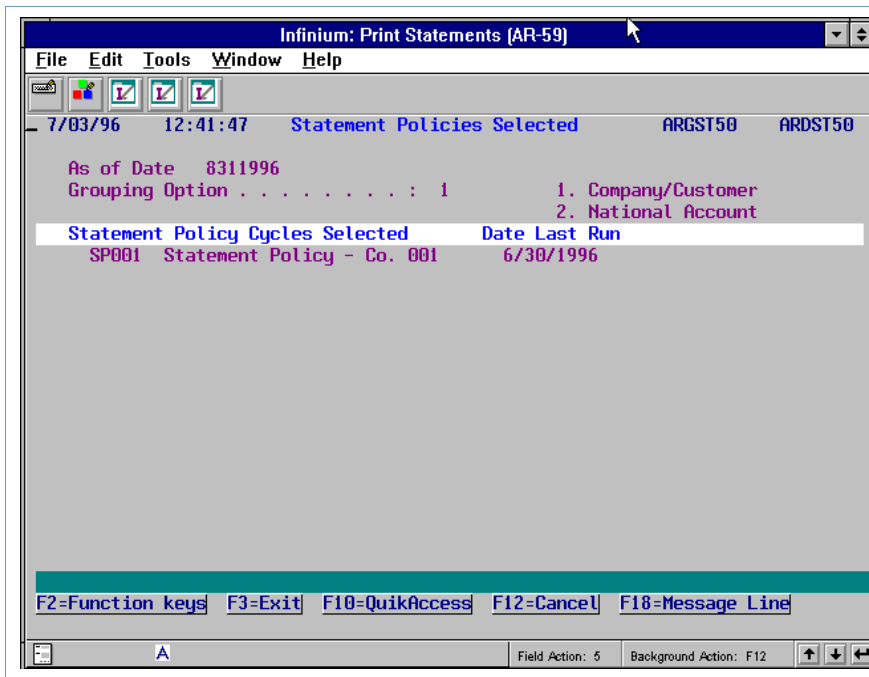 Infinium: Print Statements (AR-59)
File Edit Tools Window Help
7/03/96 12:41:47 Statement Policies Selected ARGST50 ARDST50
As of Date 8311996
Grouping Option . . . . . . . . : 1 1. Company/Customer
2. National Account
Statement Policy Cycles Selected Date Last Run
SP001 Statement Policy - Co. 001 6/30/1996
F2=Function keys F3=Exit F10=QuikAccess F12=Cancel F18=Message Line
A Field Action: 5 Background Action: F12